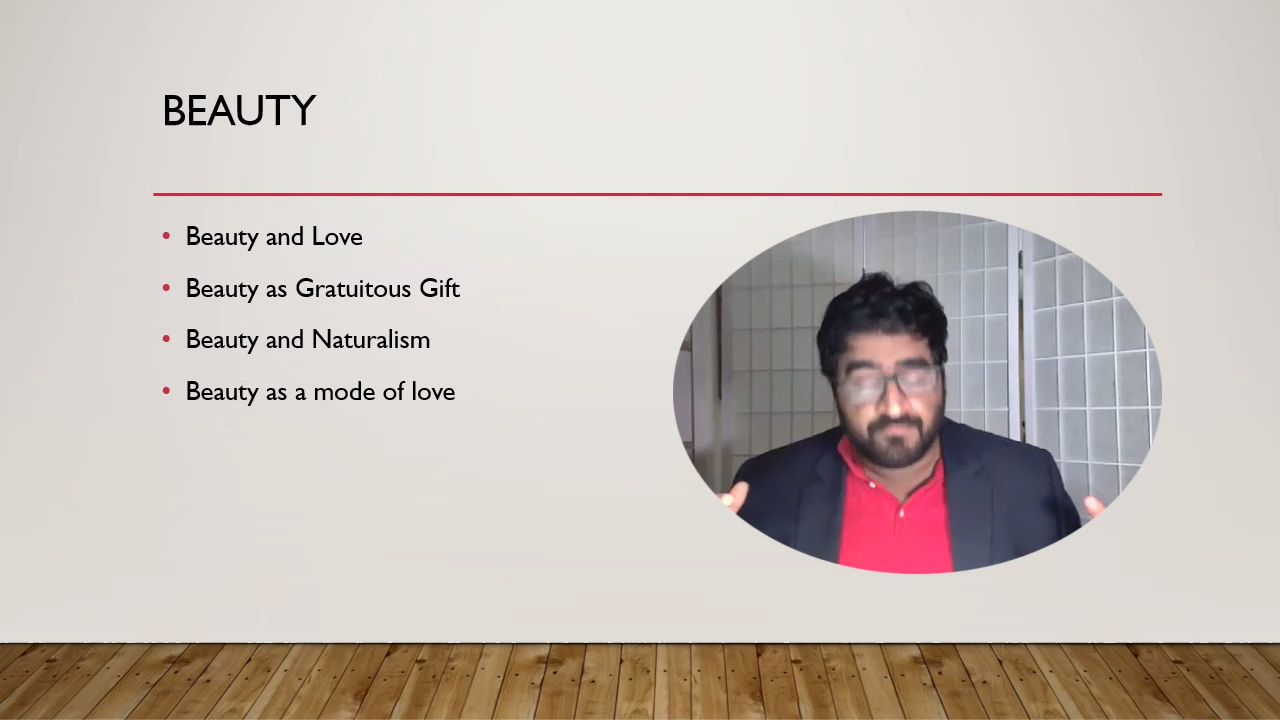 BEAUTY
• Beauty and Love
• Beauty as Gratuitous Gift
• Beauty and Naturalism
• Beauty as a mode of love